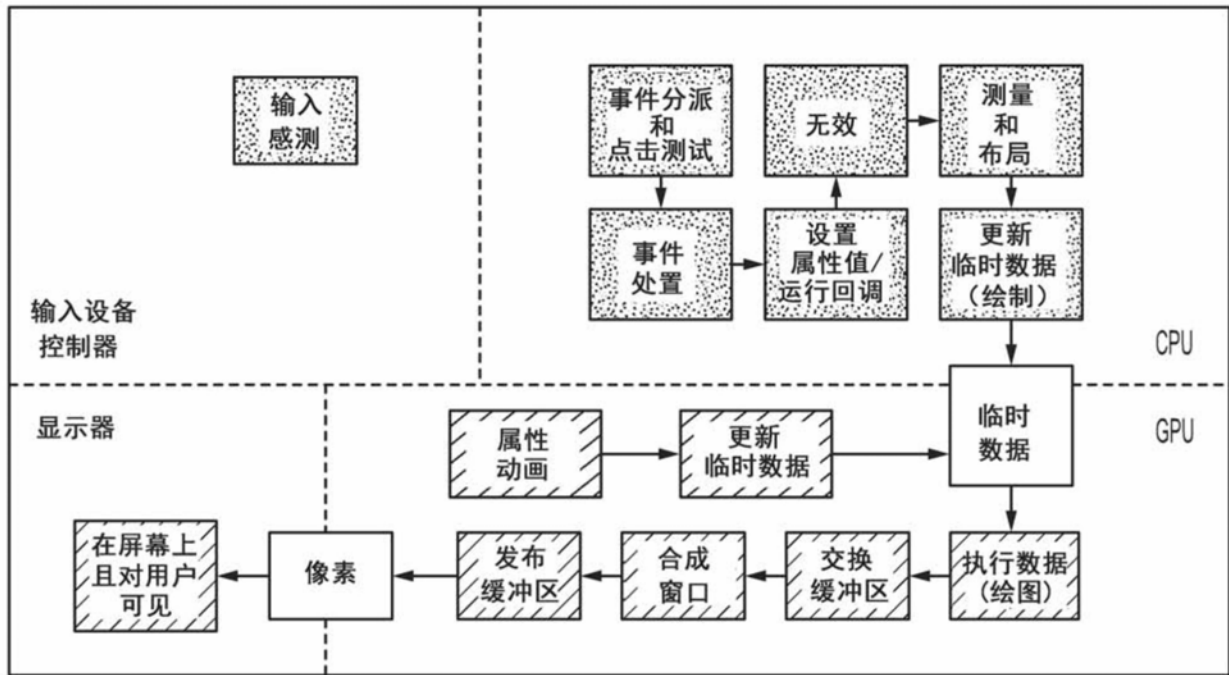 输入
感测
输入设备
控制器
事件分派
和
点击测试
无效
测量
和
布局
事件
处置
设置
属性值/
运行回调
更新
临时数据
(绘制)
CPU
显示器
属性
动画
更新
临时数据
临时
数据
GPU
在屏幕上
且对用户
可见
像素
发布
缓冲区
合成
窗口
交换
缓冲区
执行数据
(绘图)